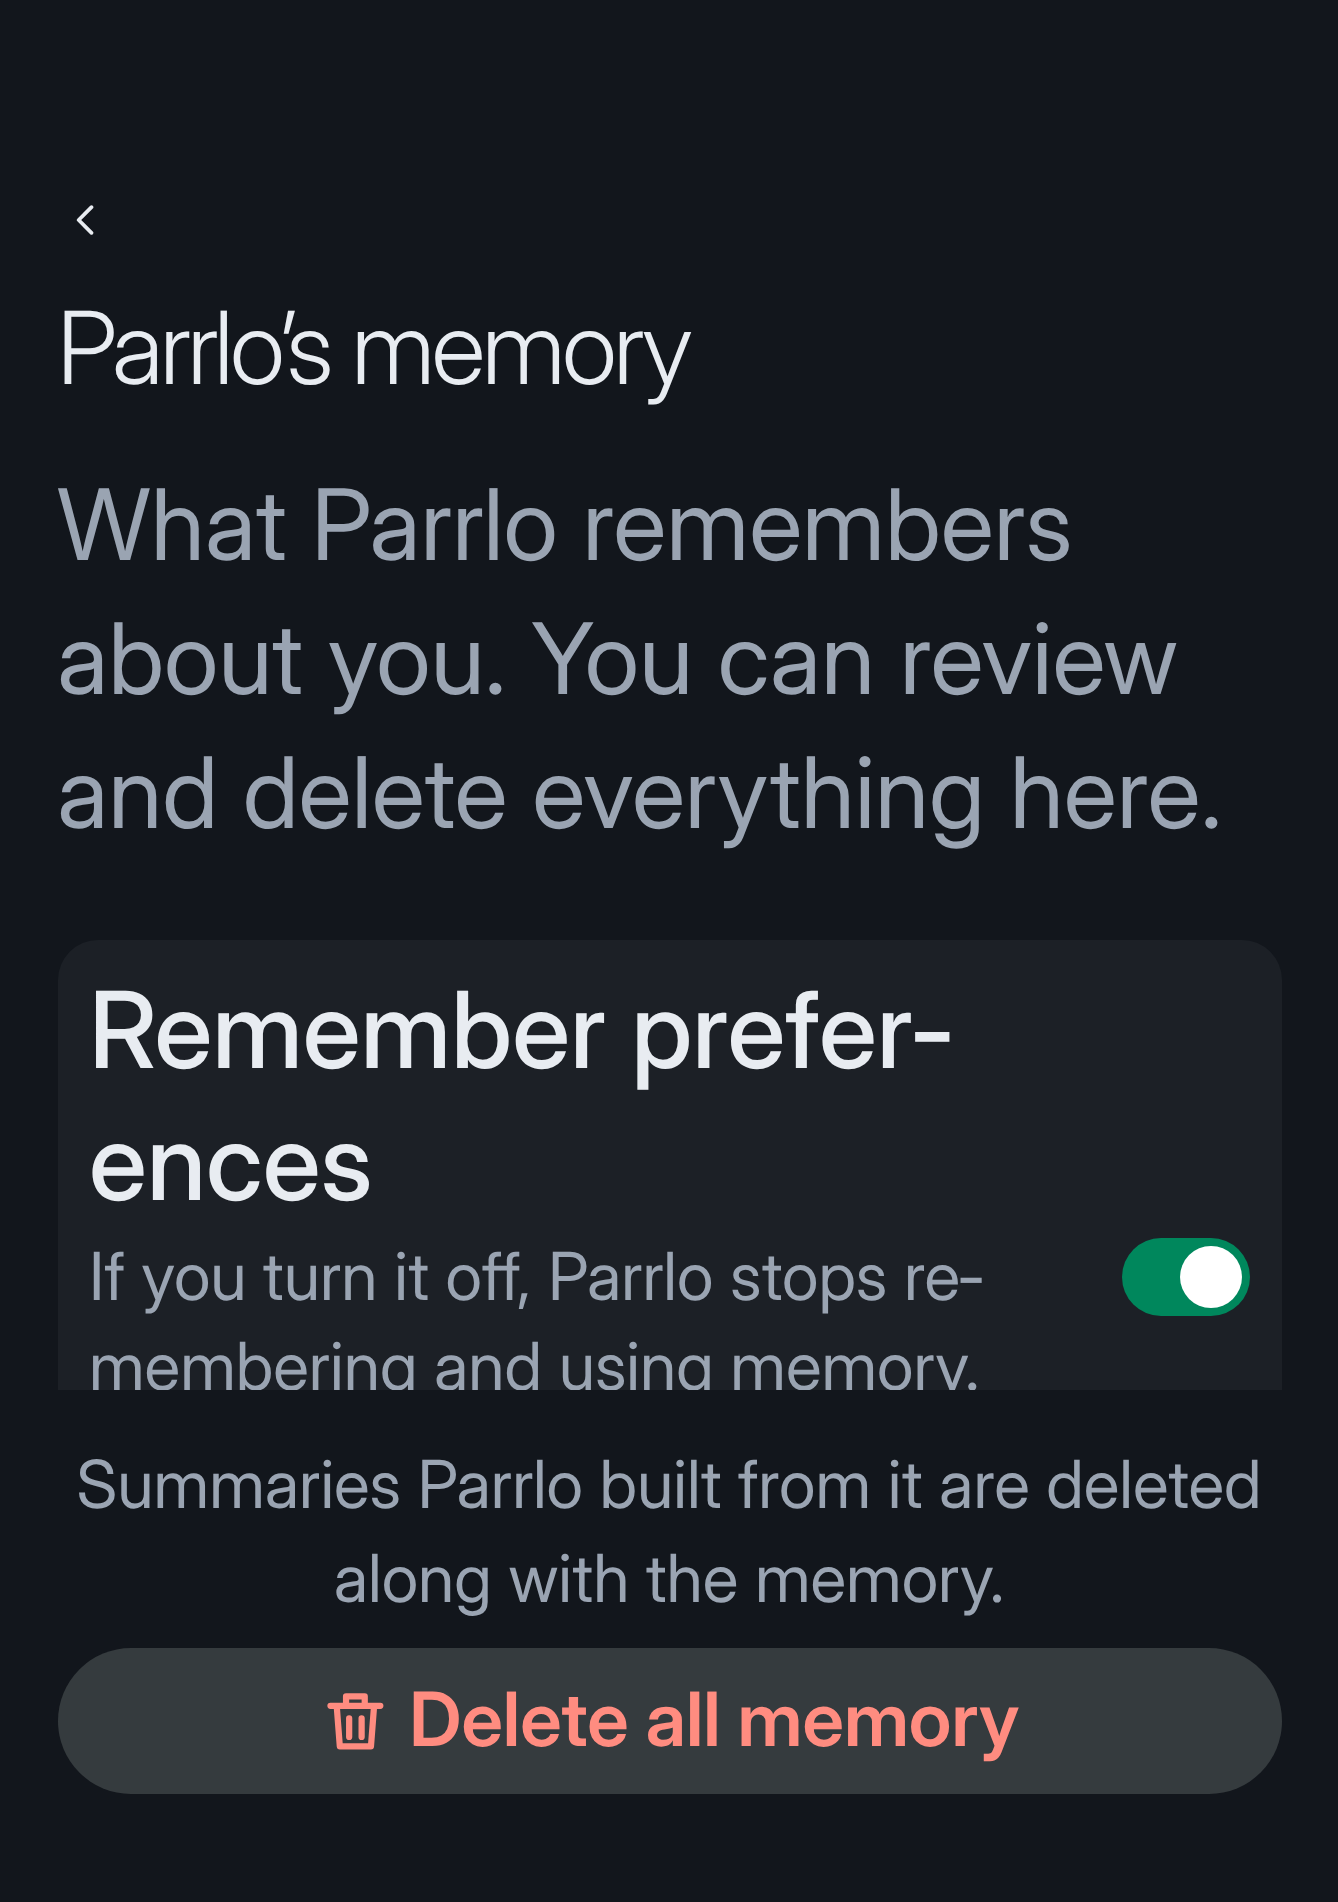 Parrlo’s memory
What Parrlo remembers
about you. You can review
and delete everything here.
Remember prefer-
ences
If you turn it off, Parrlo stops re-
membering and using memory.
Summaries Parrlo built from it are deleted
along with the memory.
Delete all memory